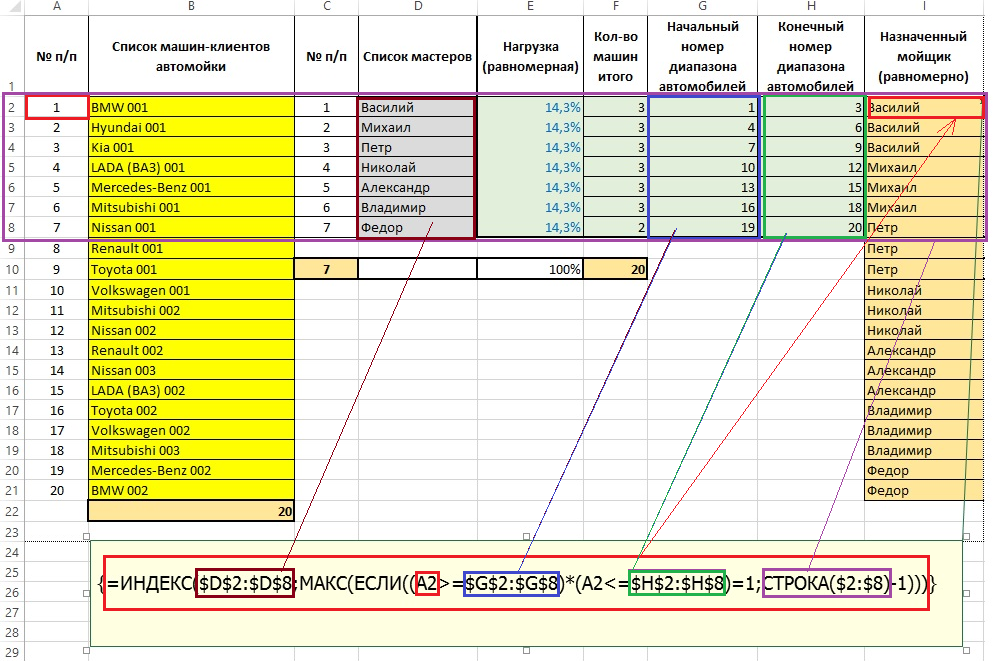 A B C D E F G H I
1 № п/п Список машин-клиентов автомойки № п/п Список мастеров Нагрузка (равномерная) Кол-во машин итого Начальный номер диапазона автомобилей Конечный номер диапазона автомобилей Назначенный мойщик (равномерно)
2 1 BMW 001 1 Василий 14,3% 3 1 3 Василий
3 2 Hyundai 001 2 Михаил 14,3% 3 4 6 Василий
4 3 Kia 001 3 Петр 14,3% 3 7 9 Василий
5 4 LADA (ВАЗ) 001 4 Николай 14,3% 3 10 12 Михаил
6 5 Mercedes-Benz 001 5 Александр 14,3% 3 13 15 Михаил
7 6 Mitsubishi 001 6 Владимир 14,3% 3 16 18 Михаил
8 7 Nissan 001 7 Федор 14,3% 2 19 20 Петр
9 8 Renault 001 Петр
10 9 Toyota 001 7 100% 20 Петр
11 10 Volkswagen 001 Николай
12 11 Mitsubishi 002 Николай
13 12 Nissan 002 Николай
14 13 Renault 002 Александр
15 14 Nissan 003 Александр
16 15 LADA (ВАЗ) 002 Александр
17 16 Toyota 002 Владимир
18 17 Volkswagen 002 Владимир
19 18 Mitsubishi 003 Владимир
20 19 Mercedes-Benz 002 Федор
21 20 BMW 002 Федор
22 20
23
24
25
26 {=ИНДЕКС($D$2:$D$8;МАКС(ЕСЛИ((A2>=$G$2:$G$8)*(A2<=$H$2:$H$8)=1;СТРОКА($2:$8)-1)))}
27
28
29